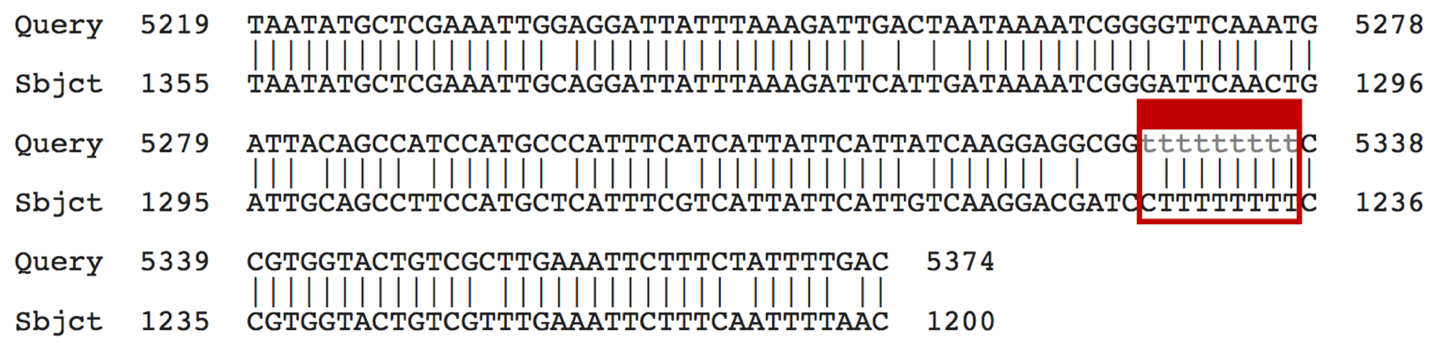 Query 5219 TAATATGCTCGAAATTGGAGGATTATTTAAAGATTGACTAATAAAATCGGGGTTCAAATG 5278
Sbjct 1355 TAATATGCTCGAAATTGCAGGATTATTTAAAGATTCATTGATAAAATCGGGATTCAACTG 1296
Query 5279 ATTACAGCCATCCATGCCCATTTCATCATTATTCATTATCAAGGAGGCGGtttttttttC 5338
Sbjct 1295 ATTGCAGCCTTCCATGCTCATTTCGTCATTATTCATTGTCAAGGACGATCCTTTTTTTTC 1236
Query 5339 CGTGGTACTGTCGCTTGAAATTCTTTCTATTTTGAC 5374
Sbjct 1235 CGTGGTACTGTCGTTTGAAATTCTTTCAATTTTAAC 1200